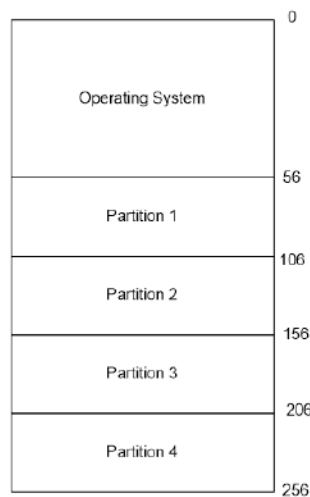 0
Operating System
56
Partition 1
106
Partition 2
156
Partition 3
206
Partition 4
256